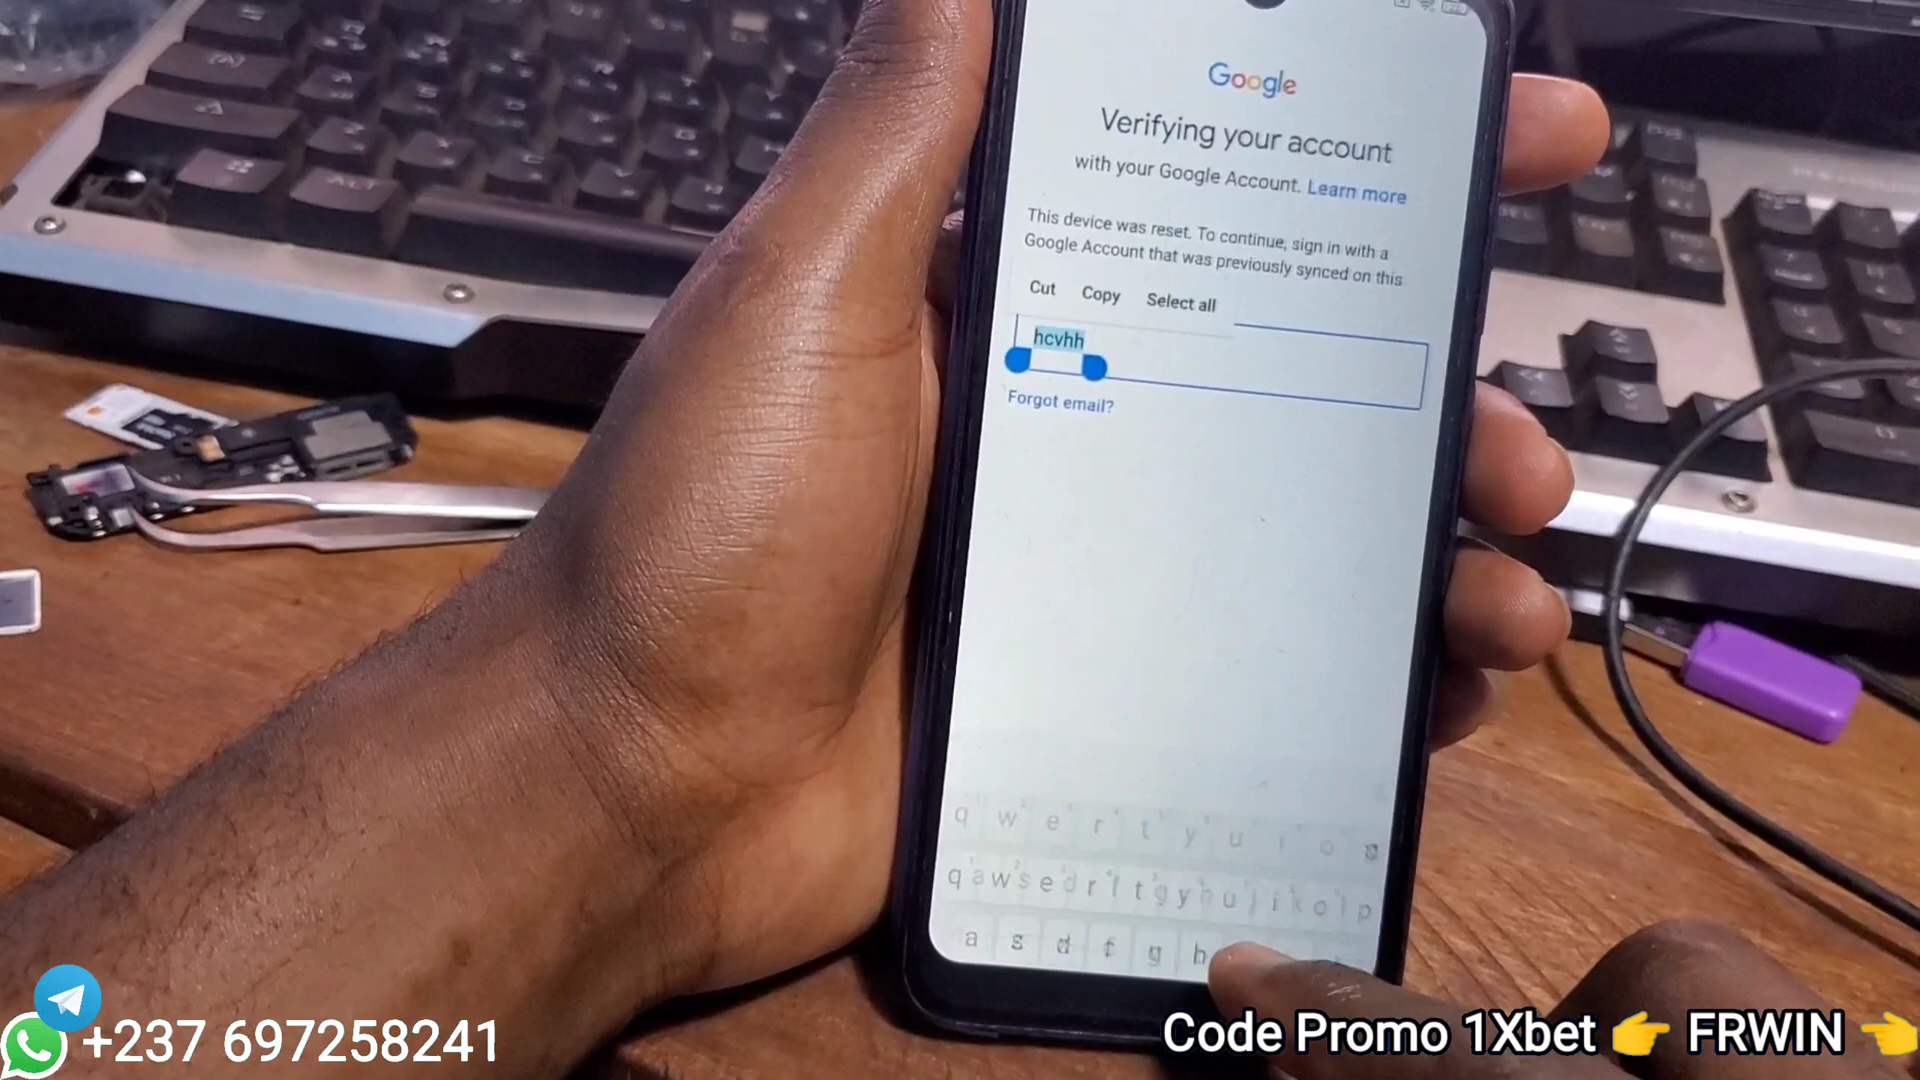 Google
Verifying your account
with your Google Account. Learn more
This device was reset. To continue, sign in with a
Google Account that was previously synced on this
Cut Copy Select all
hcvhh
Forgot email?
q w e r t y u i o
q a w s e d r f t g y h u j i k o l p
a s d f g h
ALT
+237 697258241
Code Promo 1Xbet 👉 FRWIN 👈